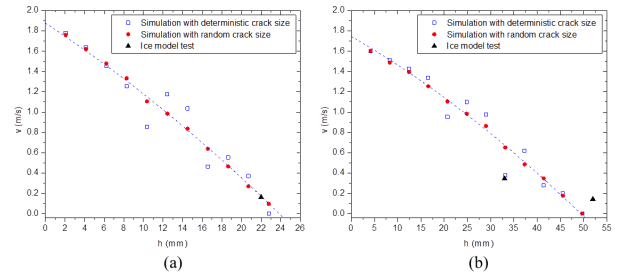 2.0
1.8
1.6
1.4
1.2
1.0
0.8
0.6
0.4
0.2
0.0
v (m/s)
Simulation with deterministic crack size
Simulation with random crack size
Ice model test
0 2 4 6 8 10 12 14 16 18 20 22 24 26
h (mm)
(a)
2.0
1.8
1.6
1.4
1.2
1.0
0.8
0.6
0.4
0.2
0.0
v (m/s)
Simulation with deterministic crack size
Simulation with random crack size
Ice model test
0 5 10 15 20 25 30 35 40 45 50 55
h (mm)
(b)